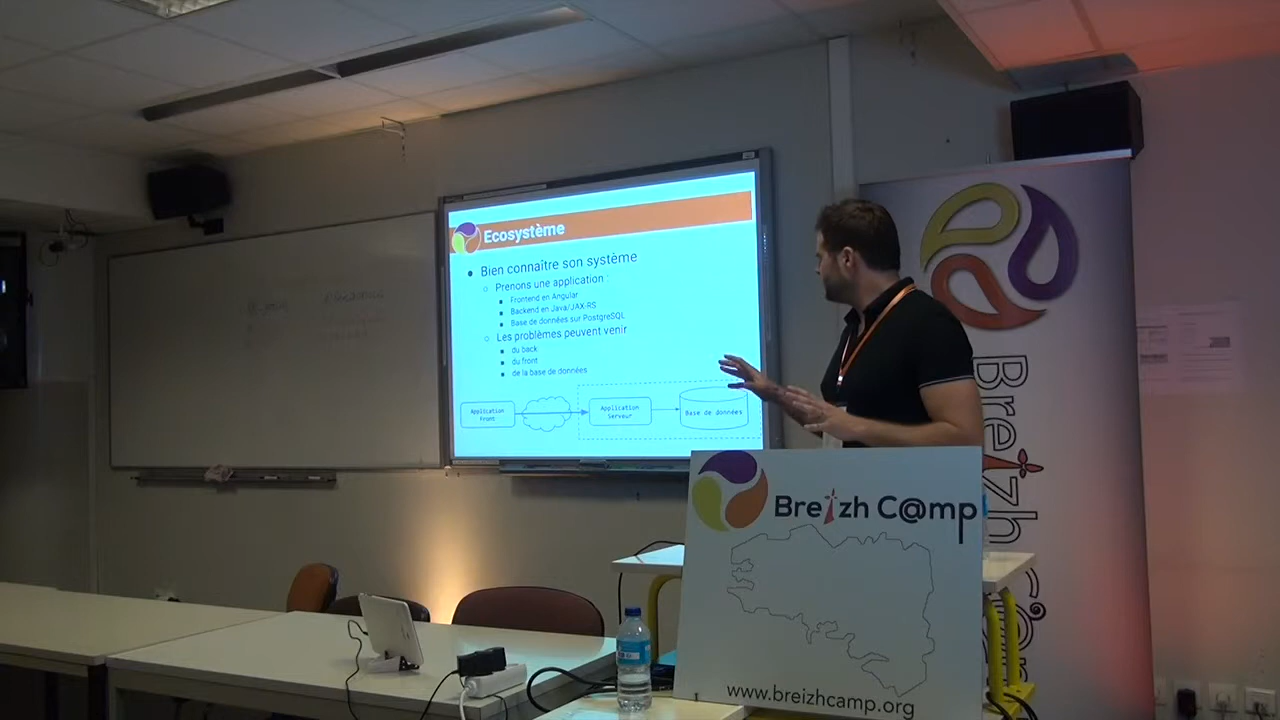 Ecosystème
Bien connaître son système
Prenons une application :
Frontend en Angular
Backend en Java/JAX-RS
Base de données sur PostgreSQL
Les problèmes peuvent venir
du back
du front
de la base de données
Application
Front
Application
Serveur
Base de données
Breizh C@mp
www.breizhcamp.org
Breizh C@m